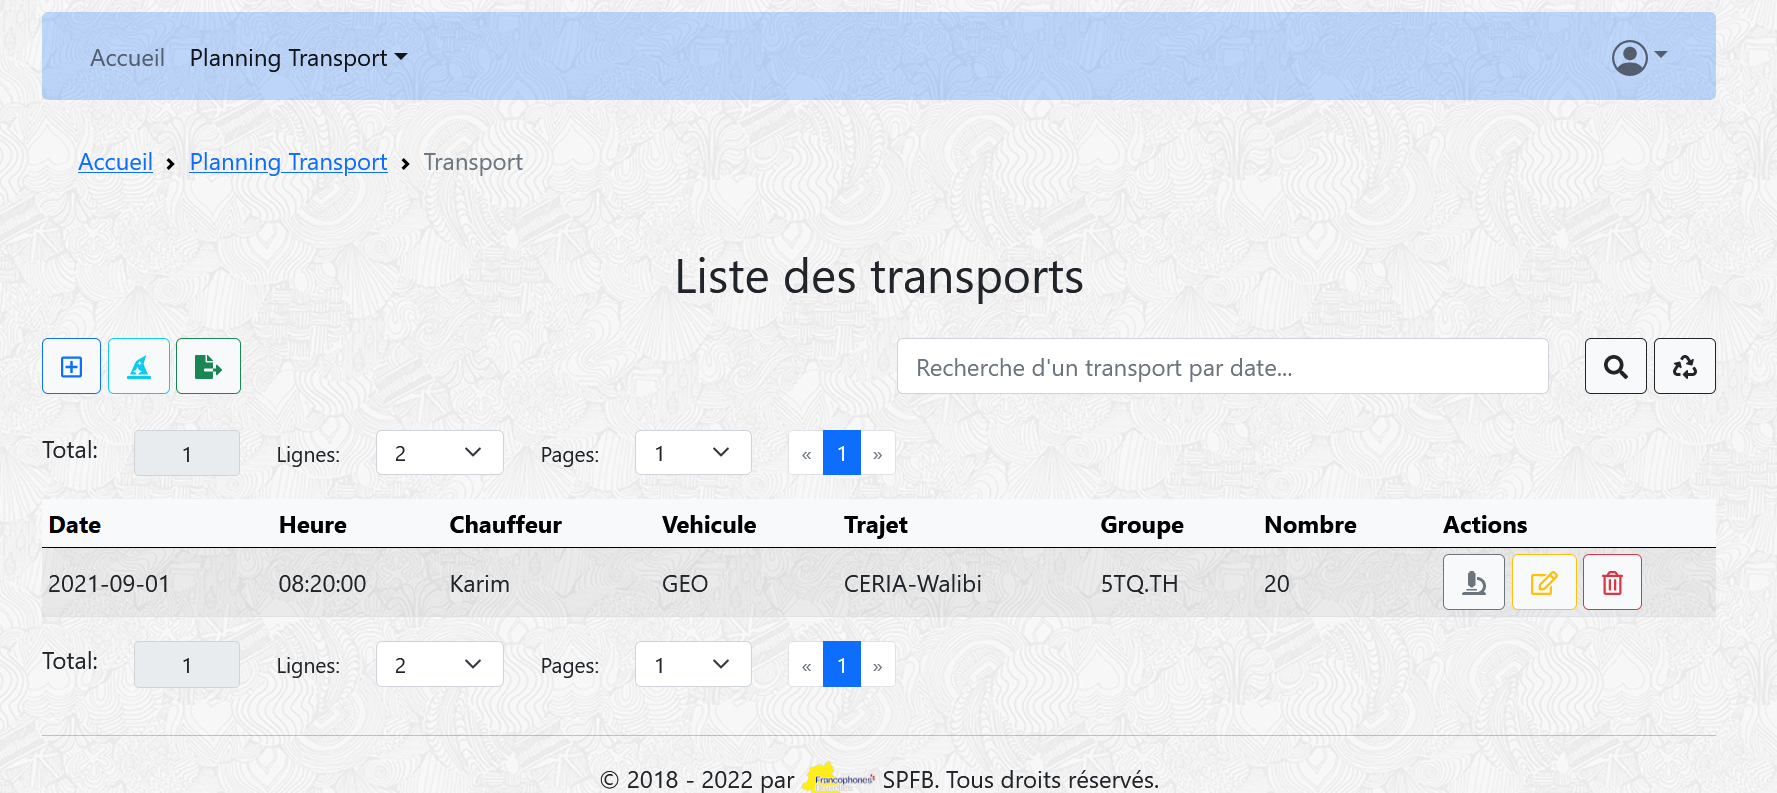 Accueil Planning Transport
Accueil › Planning Transport › Transport
Liste des transports
Recherche d'un transport par date...
Total: 1 Lignes: 2 Pages: 1 « 1 »
Date Heure Chauffeur Vehicule Trajet Groupe Nombre Actions
2021-09-01 08:20:00 Karim GEO CERIA-Walibi 5TQ.TH 20
Total: 1 Lignes: 2 Pages: 1 « 1 »
© 2018 - 2022 par Francophones SPFB. Tous droits réservés.